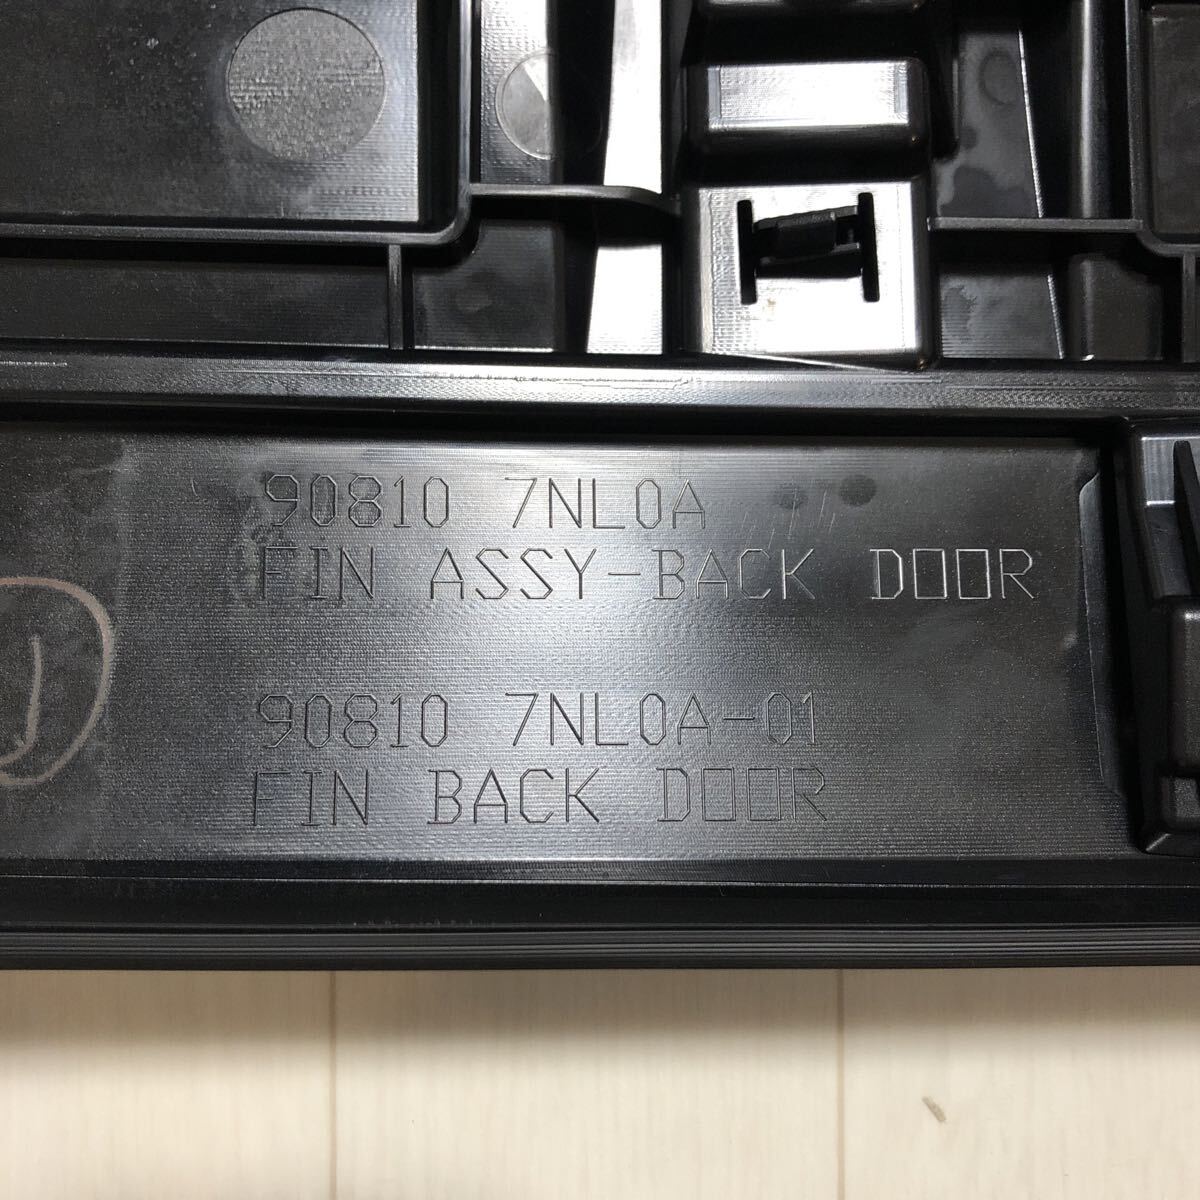 90810 7NL0A
FIN ASSY-BACK DOOR
90810 7NL0A-01
FIN BACK DOOR